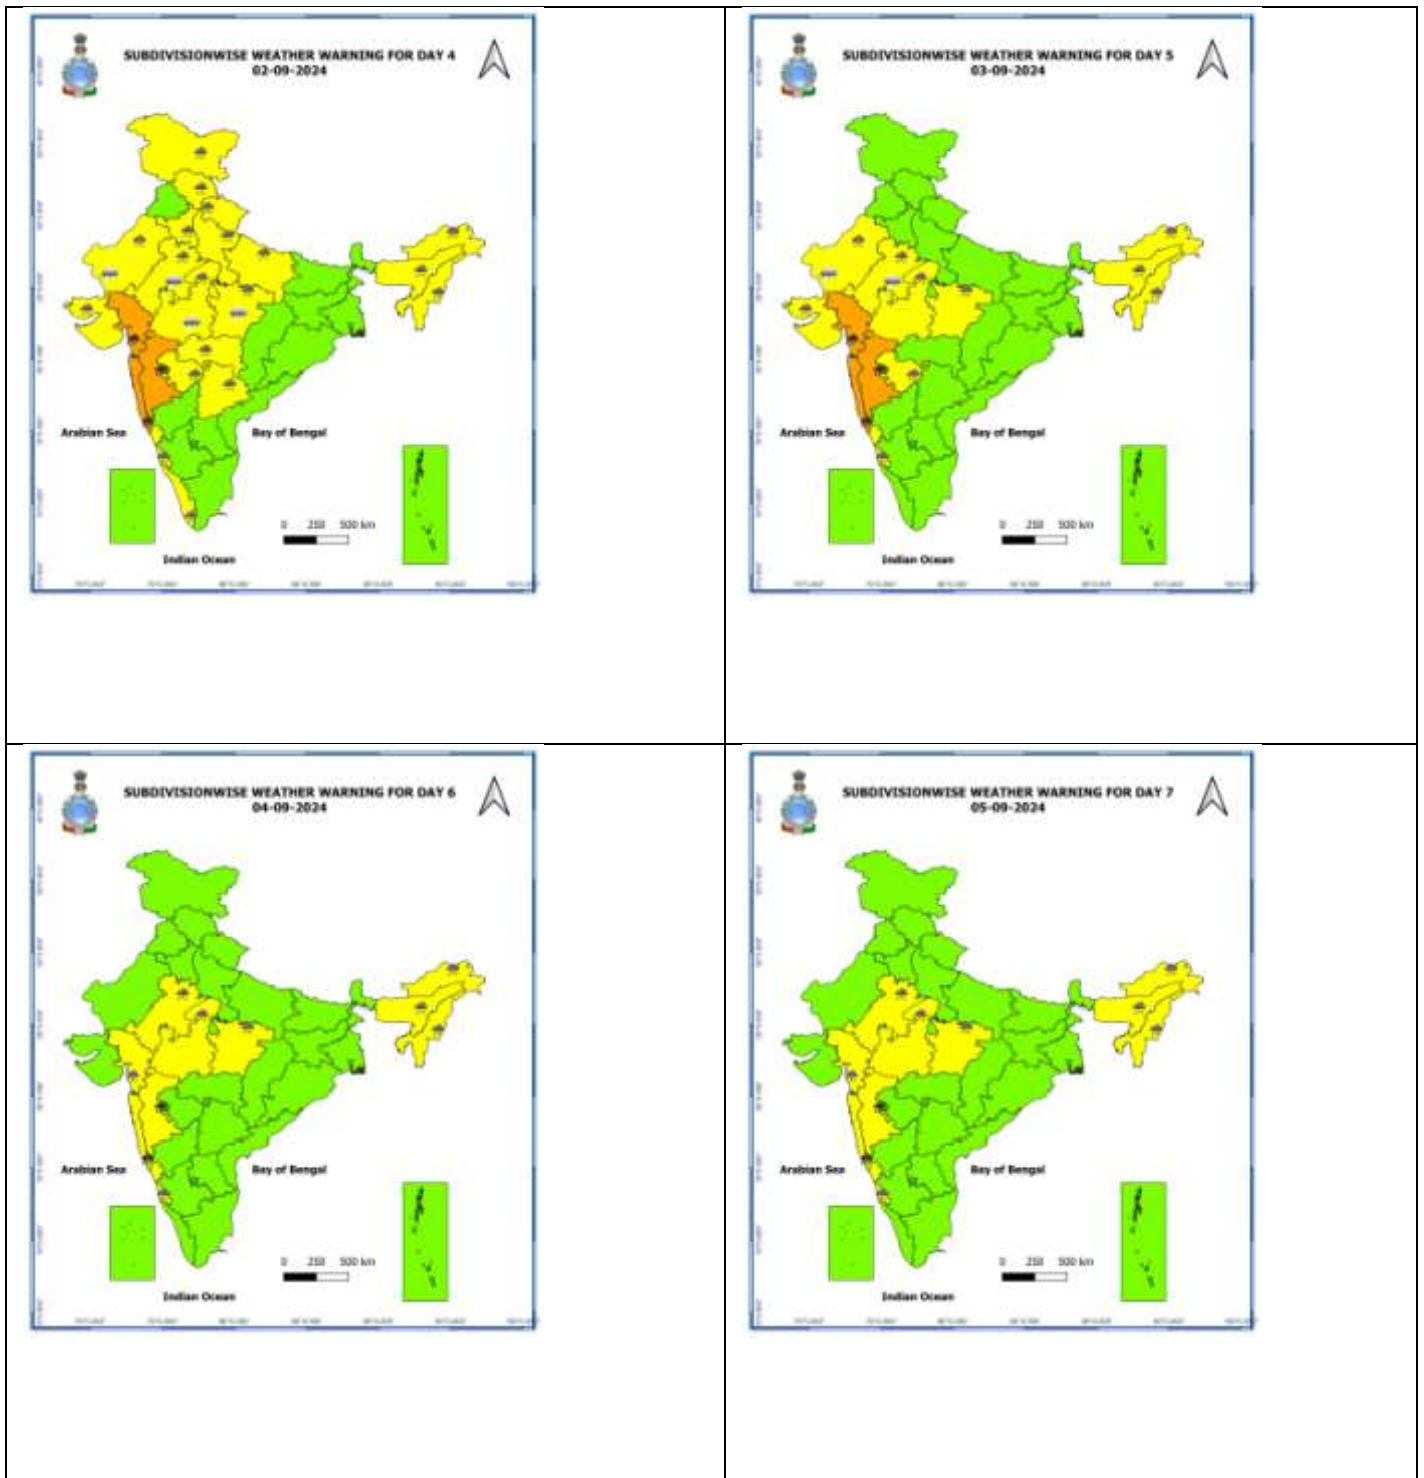 SUBDIVISIONWISE WEATHER WARNING FOR DAY 4
02-09-2024
Arabian Sea
Bay of Bengal
0 250 500 km
Indian Ocean
SUBDIVISIONWISE WEATHER WARNING FOR DAY 5
03-09-2024
Arabian Sea
Bay of Bengal
0 250 500 km
Indian Ocean
SUBDIVISIONWISE WEATHER WARNING FOR DAY 6
04-09-2024
Arabian Sea
Bay of Bengal
0 250 500 km
Indian Ocean
SUBDIVISIONWISE WEATHER WARNING FOR DAY 7
05-09-2024
Arabian Sea
Bay of Bengal
0 250 500 km
Indian Ocean